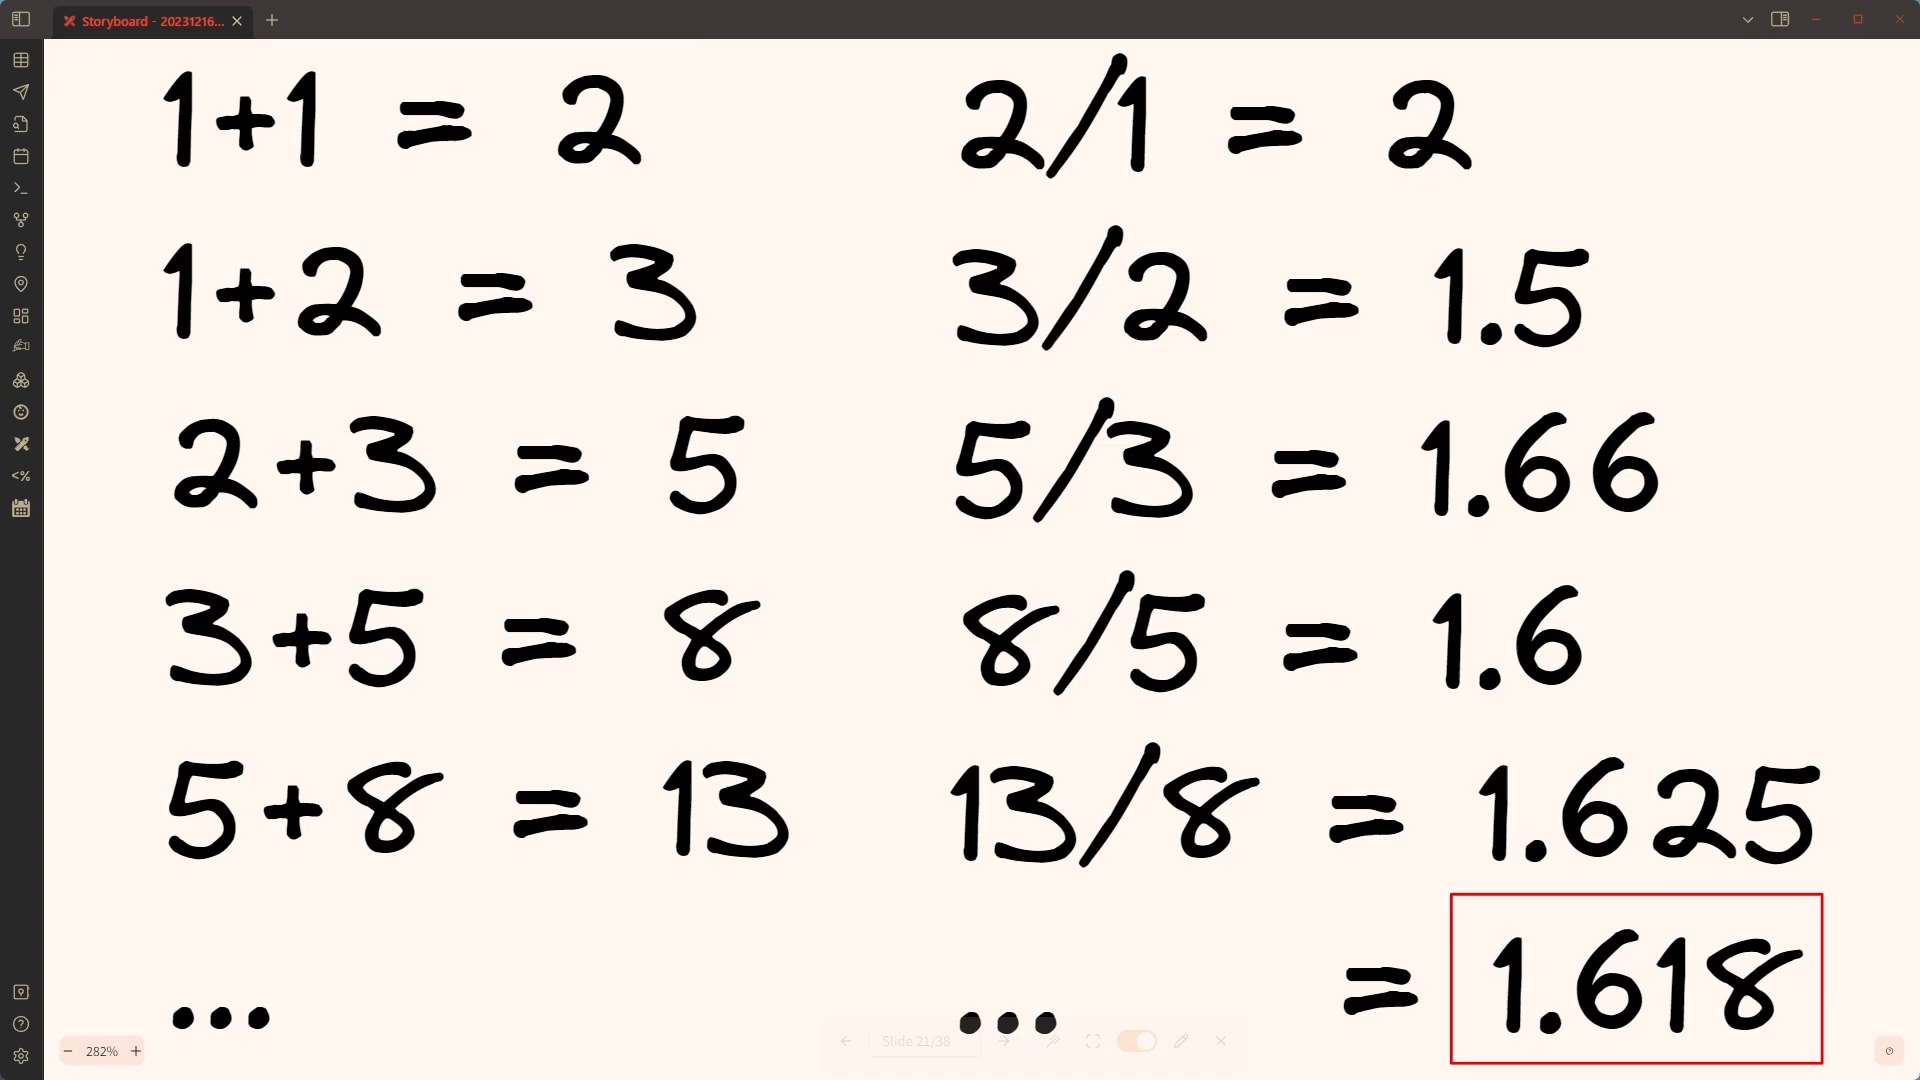 Storyboard - 20231216...
1+1 = 2 2/1 = 2
1+2 = 3 3/2 = 1.5
2+3 = 5 5/3 = 1.66
3+5 = 8 8/5 = 1.6
5+8 = 13 13/8 = 1.625
... ... = 1.618
Slide 21/38
− 282% +